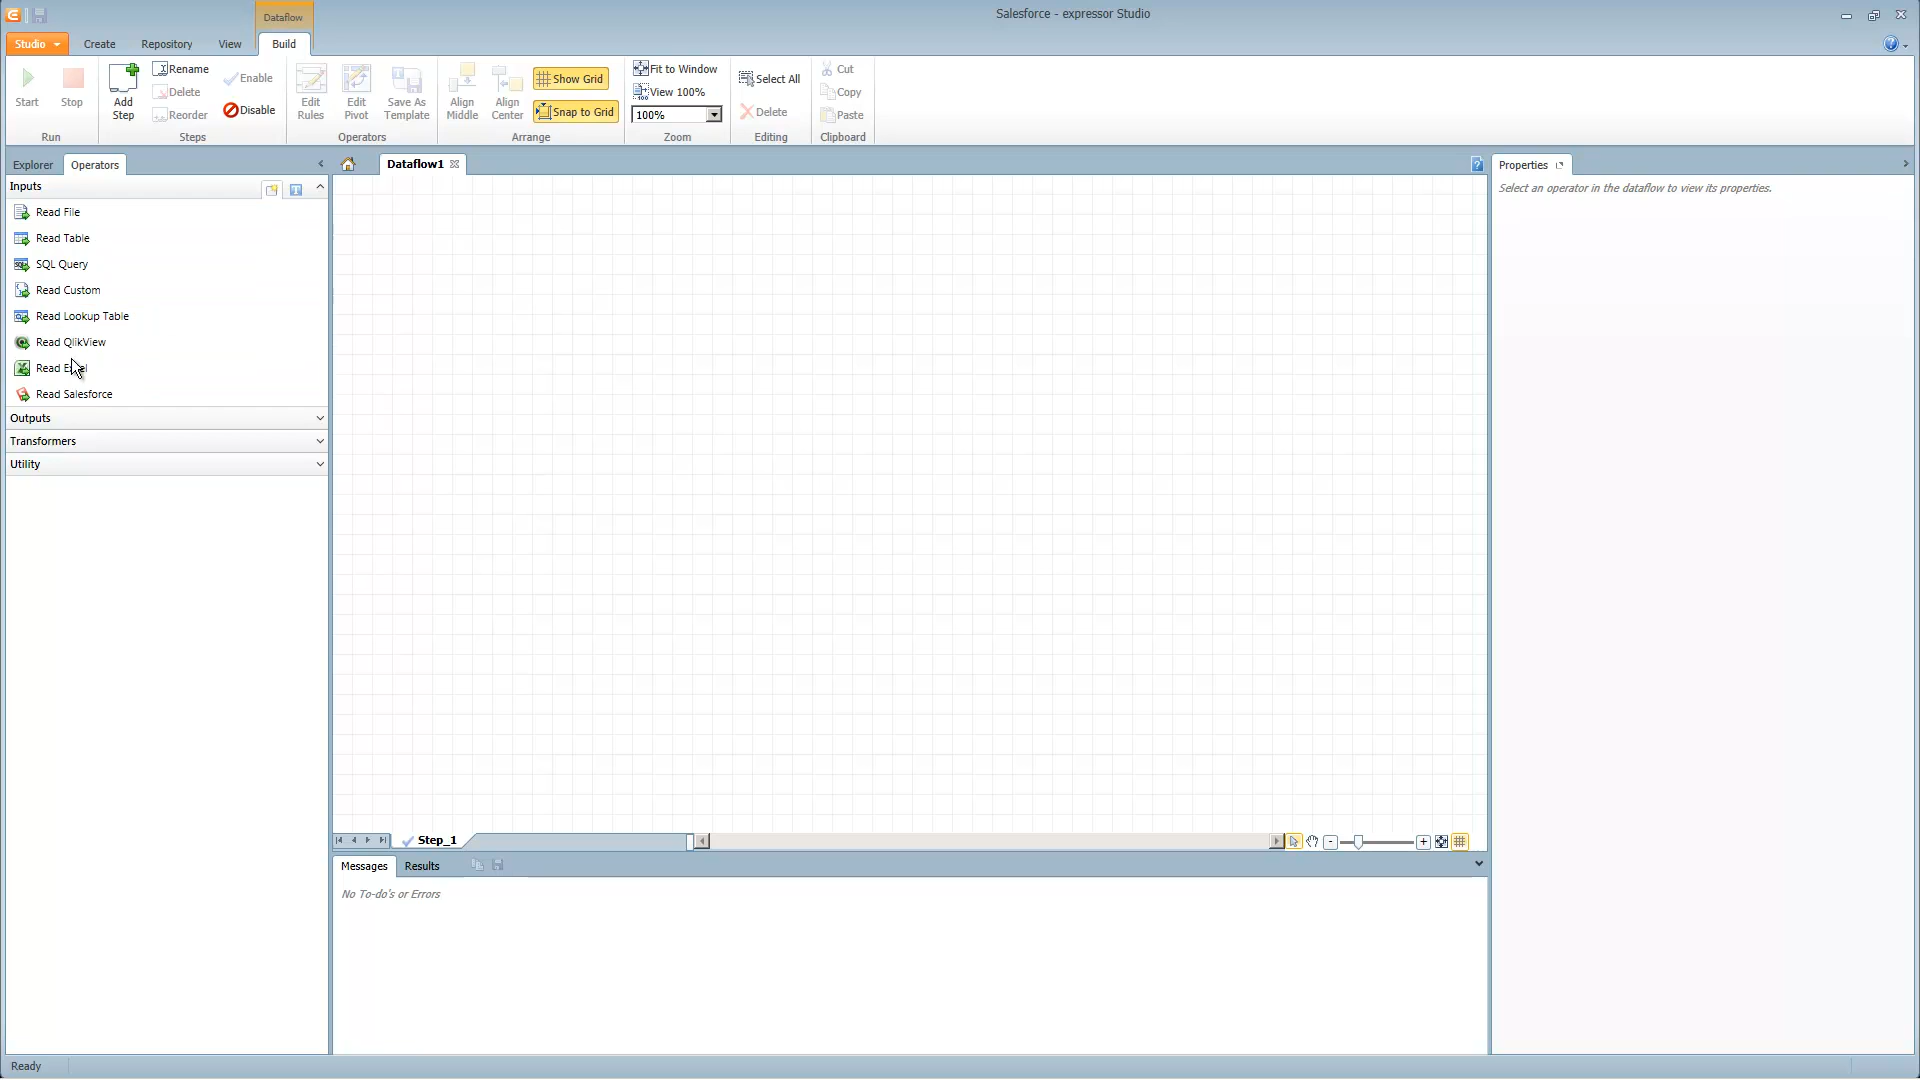 Dataflow
Salesforce - expressor Studio
Studio
Create
Repository
View
Build
Start
Stop
Run
Add Step
Rename
Delete
Reorder
Enable
Disable
Steps
Edit Rules
Edit Pivot
Save As Template
Operators
Align Middle
Align Center
Show Grid
Snap to Grid
Arrange
Fit to Window
View 100%
100%
Zoom
Select All
Delete
Editing
Cut
Copy
Paste
Clipboard
Explorer
Operators
Dataflow1
Properties
Inputs
Select an operator in the dataflow to view its properties.
Read File
Read Table
SQL Query
Read Custom
Read Lookup Table
Read QlikView
Read
Read Salesforce
Outputs
Transformers
Utility
Step_1
Messages
Results
No To-do's or Errors
Ready